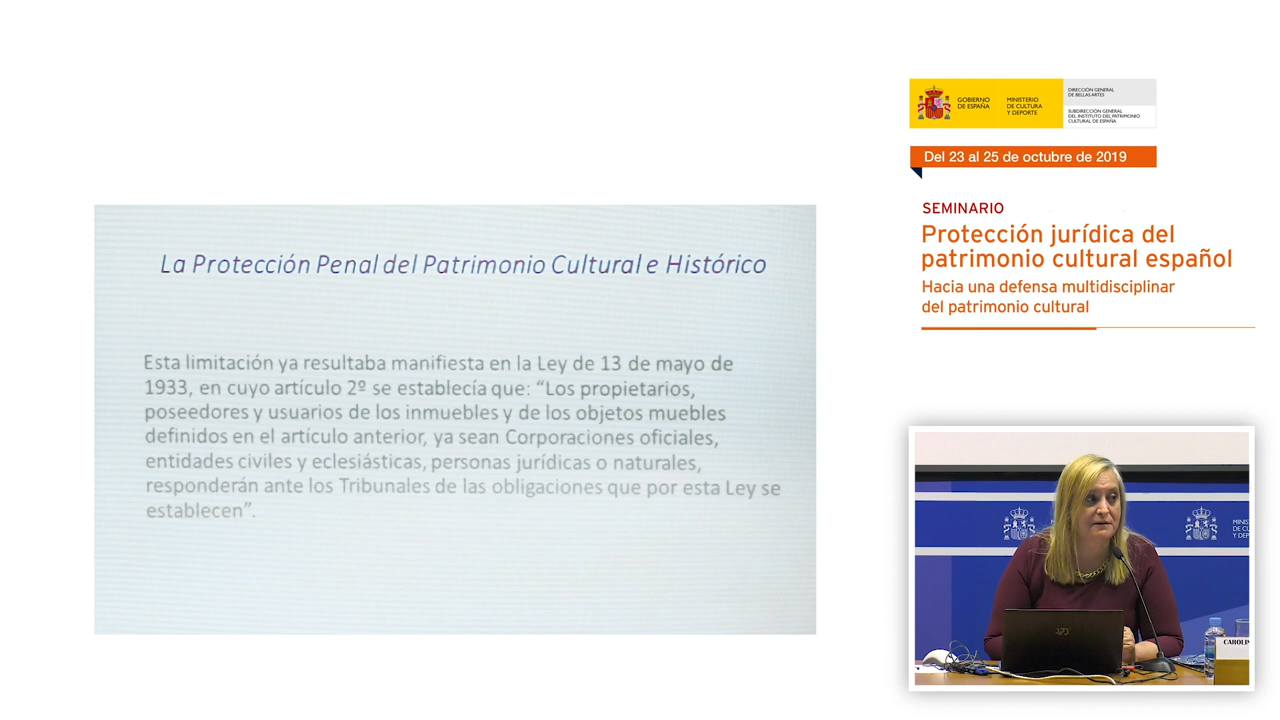 La Protección Penal del Patrimonio Cultural e Histórico
Esta limitación ya resultaba manifiesta en la Ley de 13 de mayo de
1933, en cuyo artículo 2º se establecía que: “Los propietarios,
poseedores y usuarios de los inmuebles y de los objetos muebles
definidos en el artículo anterior, ya sean Corporaciones oficiales,
entidades civiles y eclesiásticas, personas jurídicas o naturales,
responderán ante los Tribunales de las obligaciones que por esta Ley se
establecen”.
GOBIERNO
DE ESPAÑA
MINISTERIO
DE CULTURA
Y DEPORTE
DIRECCIÓN GENERAL
DE BELLAS ARTES
SUBDIRECCIÓN GENERAL
DEL INSTITUTO DEL PATRIMONIO
CULTURAL DE ESPAÑA
Del 23 al 25 de octubre de 2019
SEMINARIO
Protección jurídica del
patrimonio cultural español
Hacia una defensa multidisciplinar
del patrimonio cultural
MINIS
DE CU
Y DEP
CAROLIN